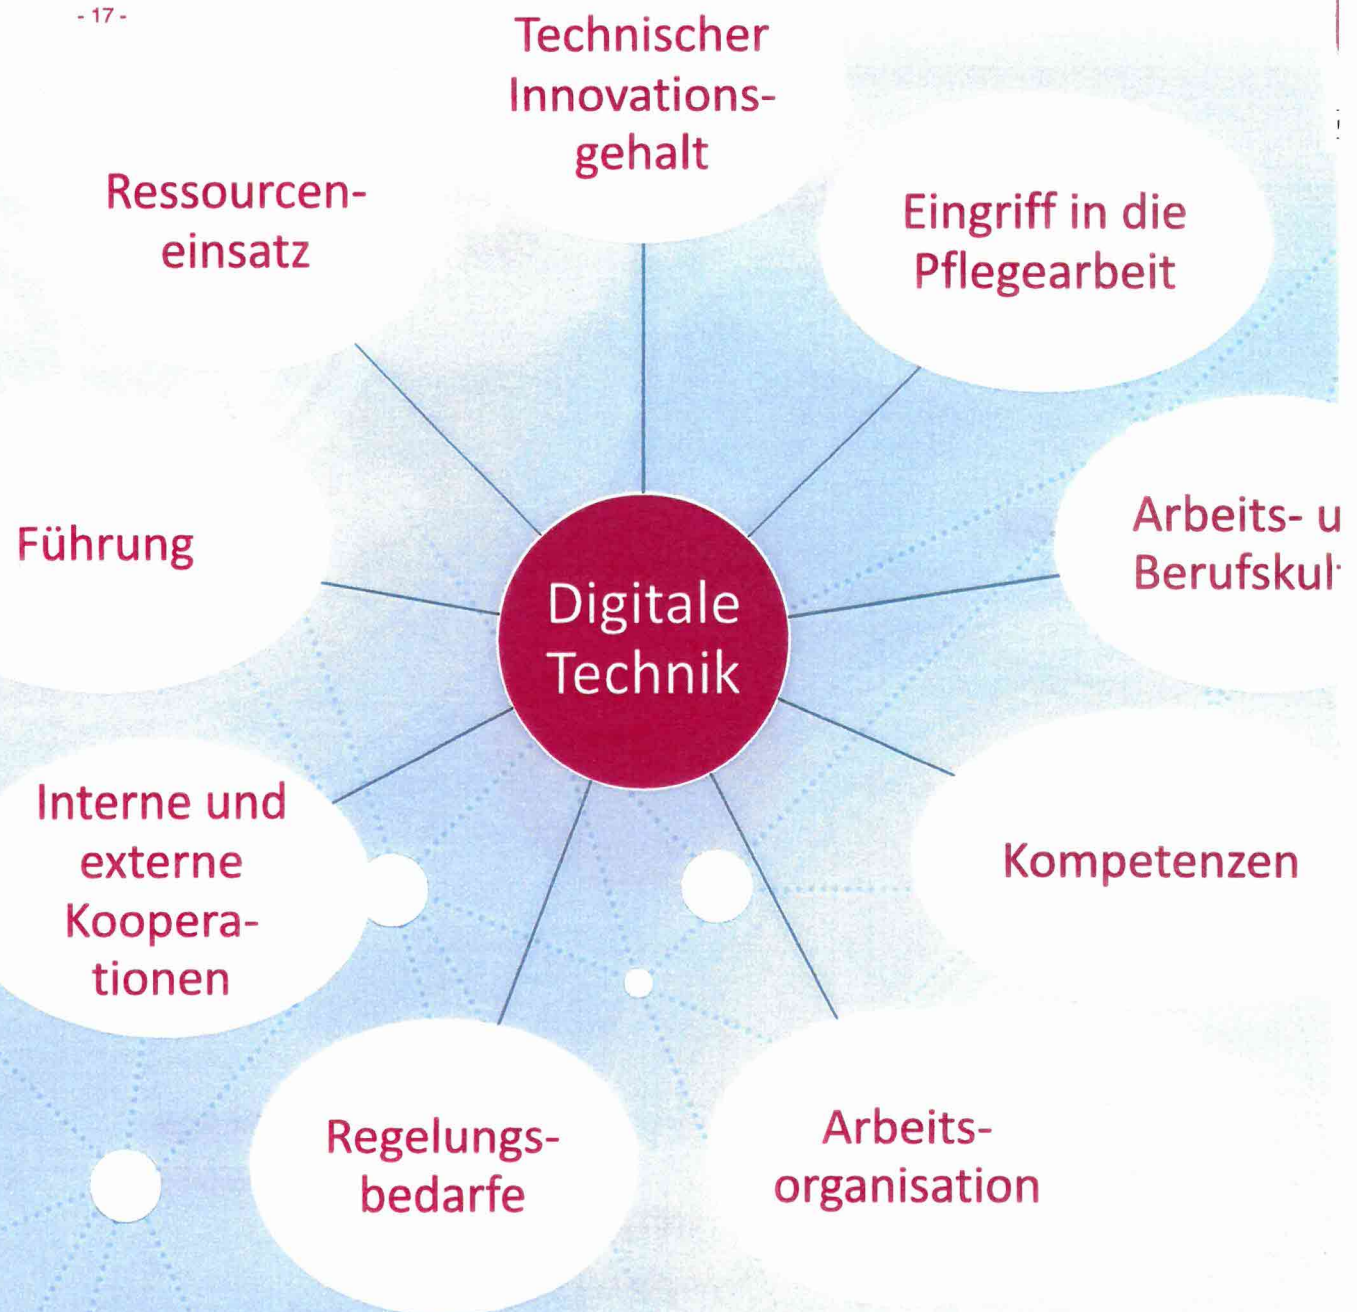 - 17 -
Technischer
Innovations-
gehalt
Ressourcen-
einsatz
Eingriff in die
Pflegearbeit
Führung
Digitale
Technik
Arbeits- u
Berufskul
Interne und
externe
Koopera-
tionen
Kompetenzen
Regelungs-
bedarfe
Arbeits-
organisation